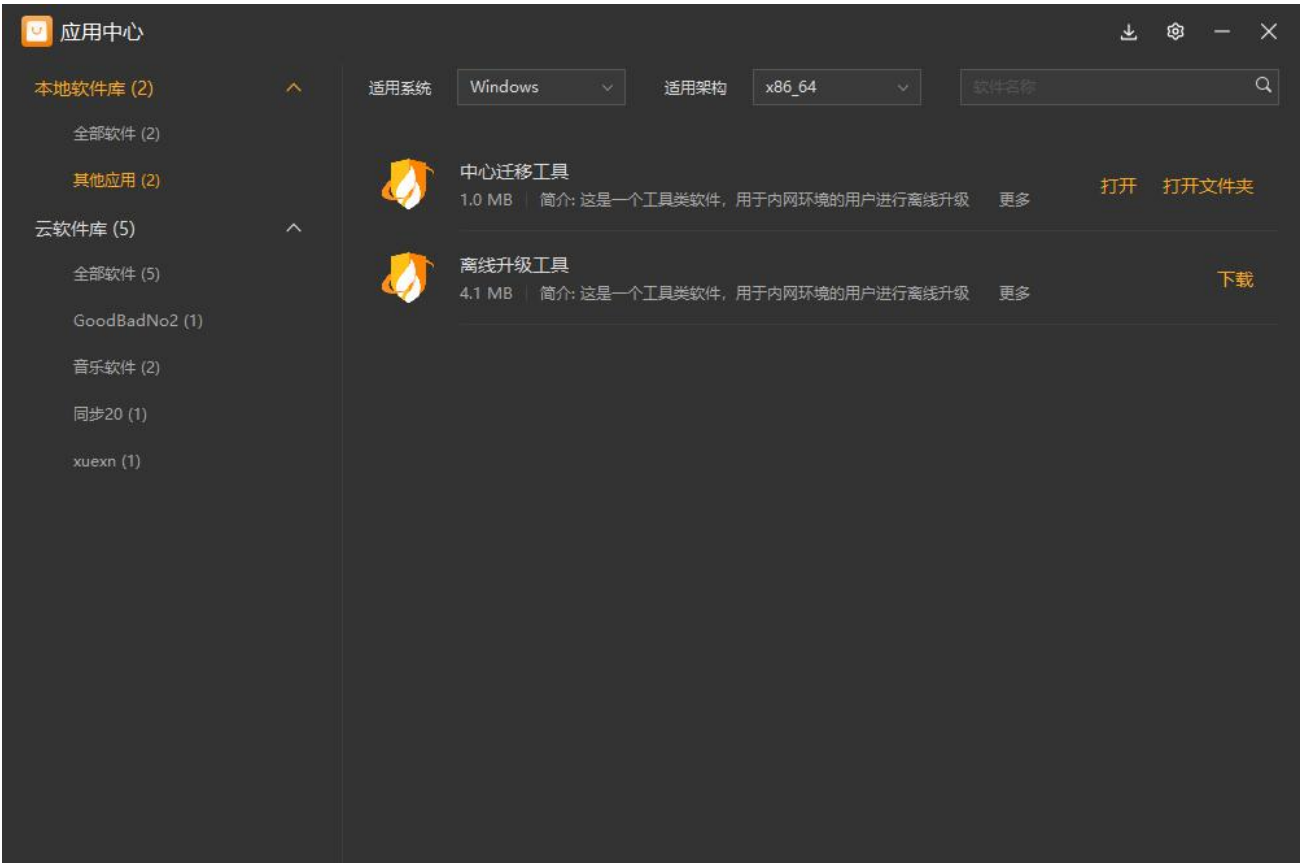 应用中心
本地软件库 (2)
全部软件 (2)
其他应用 (2)
云软件库 (5)
全部软件 (5)
GoodBadNo2 (1)
音乐软件 (2)
同步20 (1)
xuexn (1)
适用系统 Windows 适用架构 x86_64 软件名称
中心迁移工具
1.0 MB 简介: 这是一个工具类软件，用于内网环境的用户进行离线升级 更多
打开 打开文件夹
离线升级工具
4.1 MB 简介: 这是一个工具类软件，用于内网环境的用户进行离线升级 更多
下载